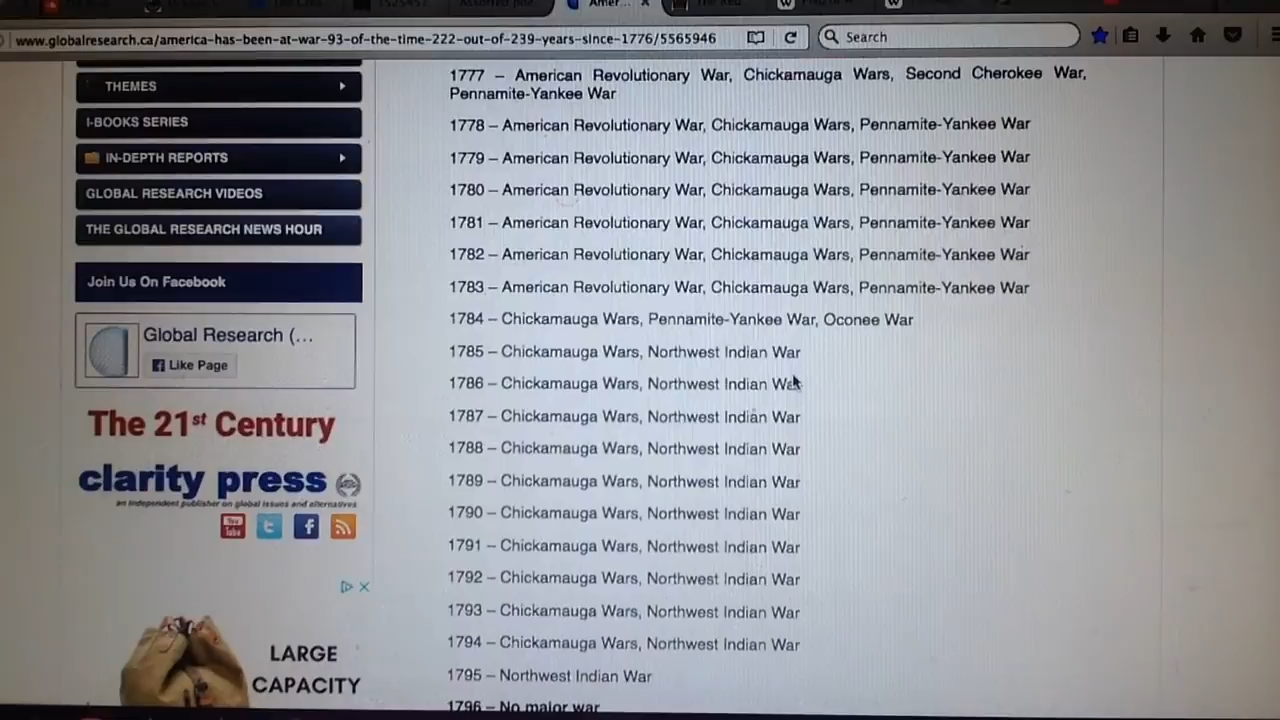 www.globalresearch.ca/america-has-been-at-war-93-of-the-time-222-out-of-239-years-since-1776/5565946
Search
THEMES
I-BOOKS SERIES
IN-DEPTH REPORTS
GLOBAL RESEARCH VIDEOS
THE GLOBAL RESEARCH NEWS HOUR
Join Us On Facebook
Global Research (...
Like Page
The 21st Century
clarity press
an independent publisher on global issues and alternatives
You
Tube
LARGE
CAPACITY
1777 – American Revolutionary War, Chickamauga Wars, Second Cherokee War,
Pennamite-Yankee War
1778 – American Revolutionary War, Chickamauga Wars, Pennamite-Yankee War
1779 – American Revolutionary War, Chickamauga Wars, Pennamite-Yankee War
1780 – American Revolutionary War, Chickamauga Wars, Pennamite-Yankee War
1781 – American Revolutionary War, Chickamauga Wars, Pennamite-Yankee War
1782 – American Revolutionary War, Chickamauga Wars, Pennamite-Yankee War
1783 – American Revolutionary War, Chickamauga Wars, Pennamite-Yankee War
1784 – Chickamauga Wars, Pennamite-Yankee War, Oconee War
1785 – Chickamauga Wars, Northwest Indian War
1786 – Chickamauga Wars, Northwest Indian War
1787 – Chickamauga Wars, Northwest Indian War
1788 – Chickamauga Wars, Northwest Indian War
1789 – Chickamauga Wars, Northwest Indian War
1790 – Chickamauga Wars, Northwest Indian War
1791 – Chickamauga Wars, Northwest Indian War
1792 – Chickamauga Wars, Northwest Indian War
1793 – Chickamauga Wars, Northwest Indian War
1794 – Chickamauga Wars, Northwest Indian War
1795 – Northwest Indian War
1796 – No major war